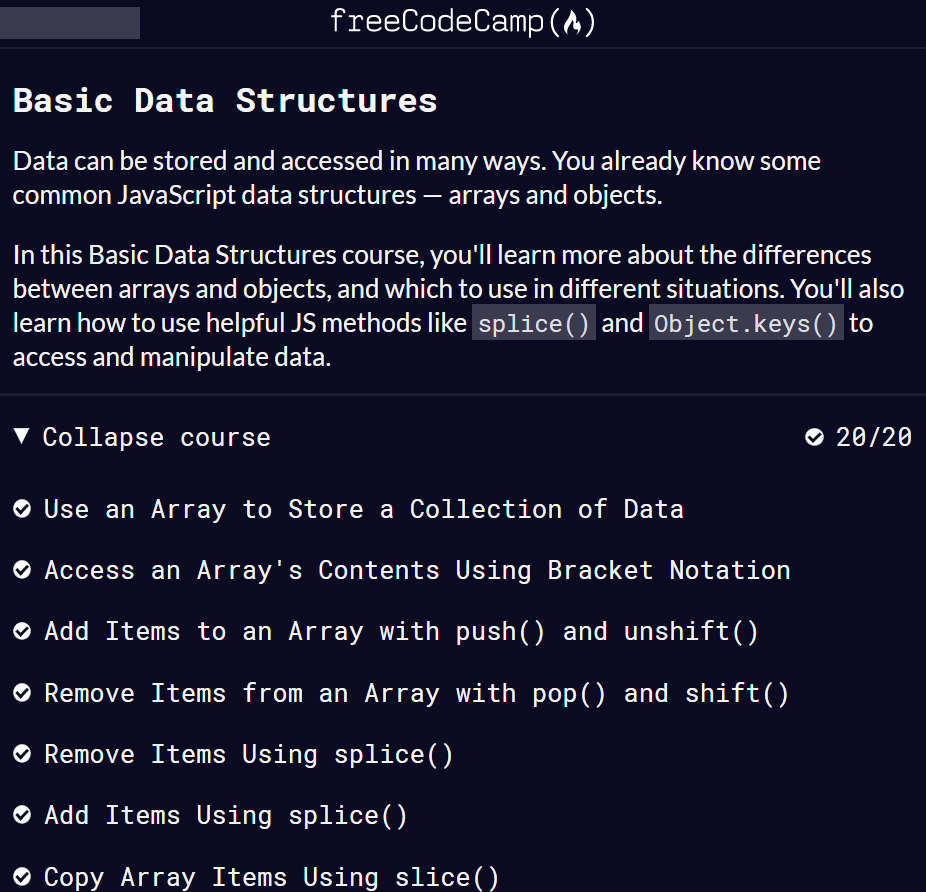 freeCodeCamp(🔥)
Basic Data Structures
Data can be stored and accessed in many ways. You already know some
common JavaScript data structures — arrays and objects.
In this Basic Data Structures course, you'll learn more about the differences
between arrays and objects, and which to use in different situations. You'll also
learn how to use helpful JS methods like splice() and Object.keys() to
access and manipulate data.
Collapse course 20/20
Use an Array to Store a Collection of Data
Access an Array's Contents Using Bracket Notation
Add Items to an Array with push() and unshift()
Remove Items from an Array with pop() and shift()
Remove Items Using splice()
Add Items Using splice()
Copy Array Items Using slice()